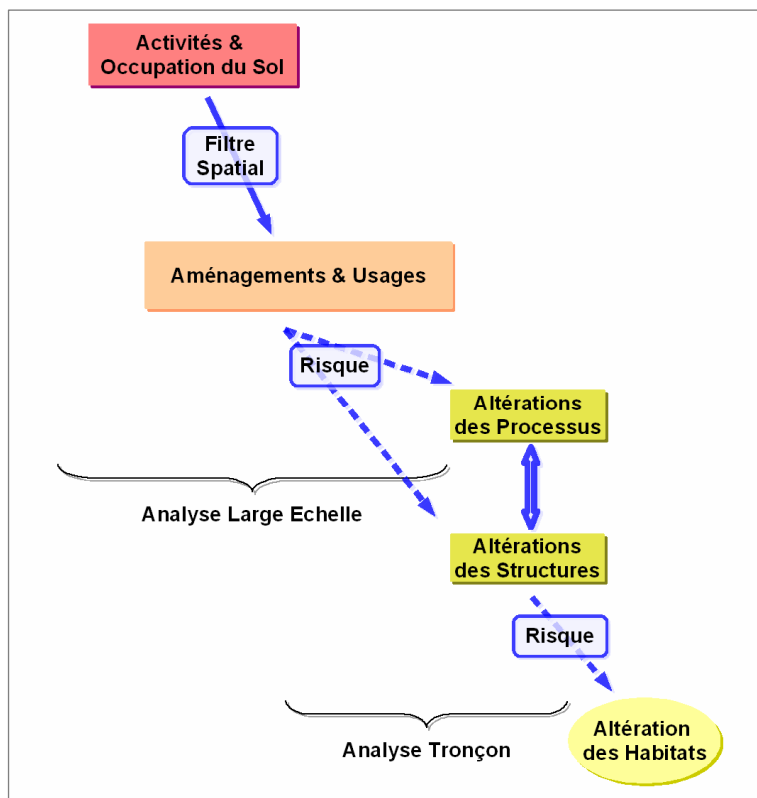 Activités &
Occupation du Sol
Filtre
Spatial
Aménagements & Usages
Risque
Altérations
des Processus
Analyse Large Echelle
Altérations
des Structures
Risque
Analyse Tronçon
Altération
des Habitats